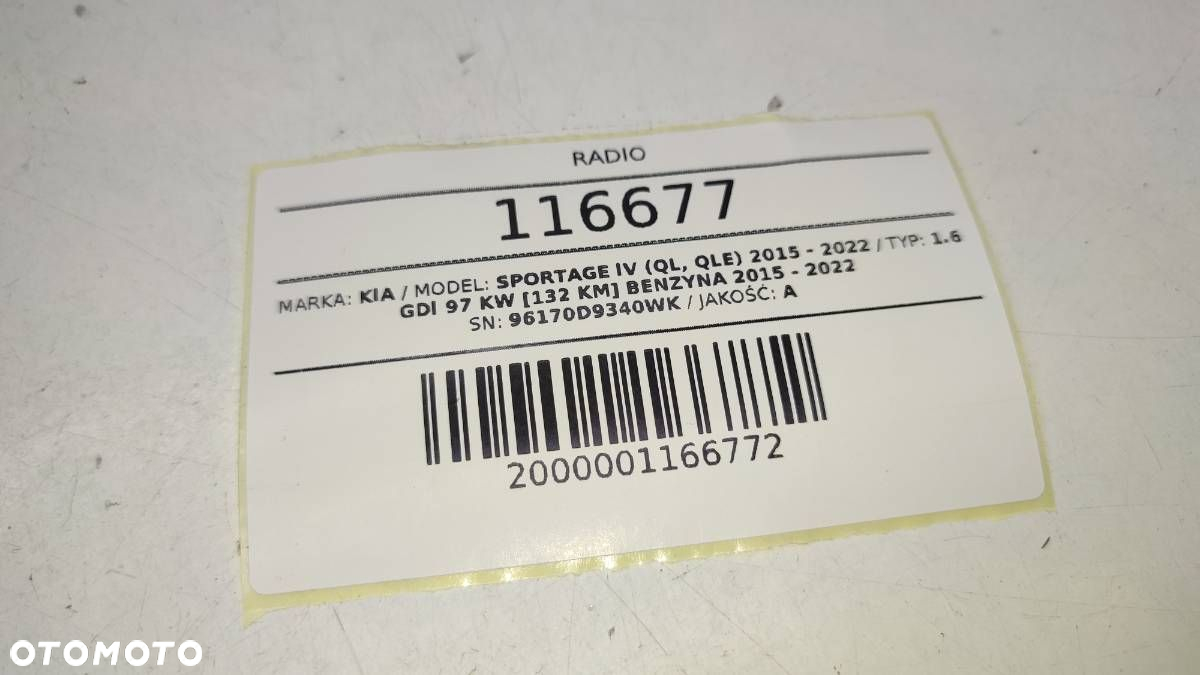 RADIO
116677
MARKA: KIA / MODEL: SPORTAGE IV (QL, QLE) 2015 - 2022 / TYP: 1.6
GDI 97 KW [132 KM] BENZYNA 2015 - 2022
SN: 96170D9340WK / JAKOŚĆ: A
2000001166772
OTOMOTO